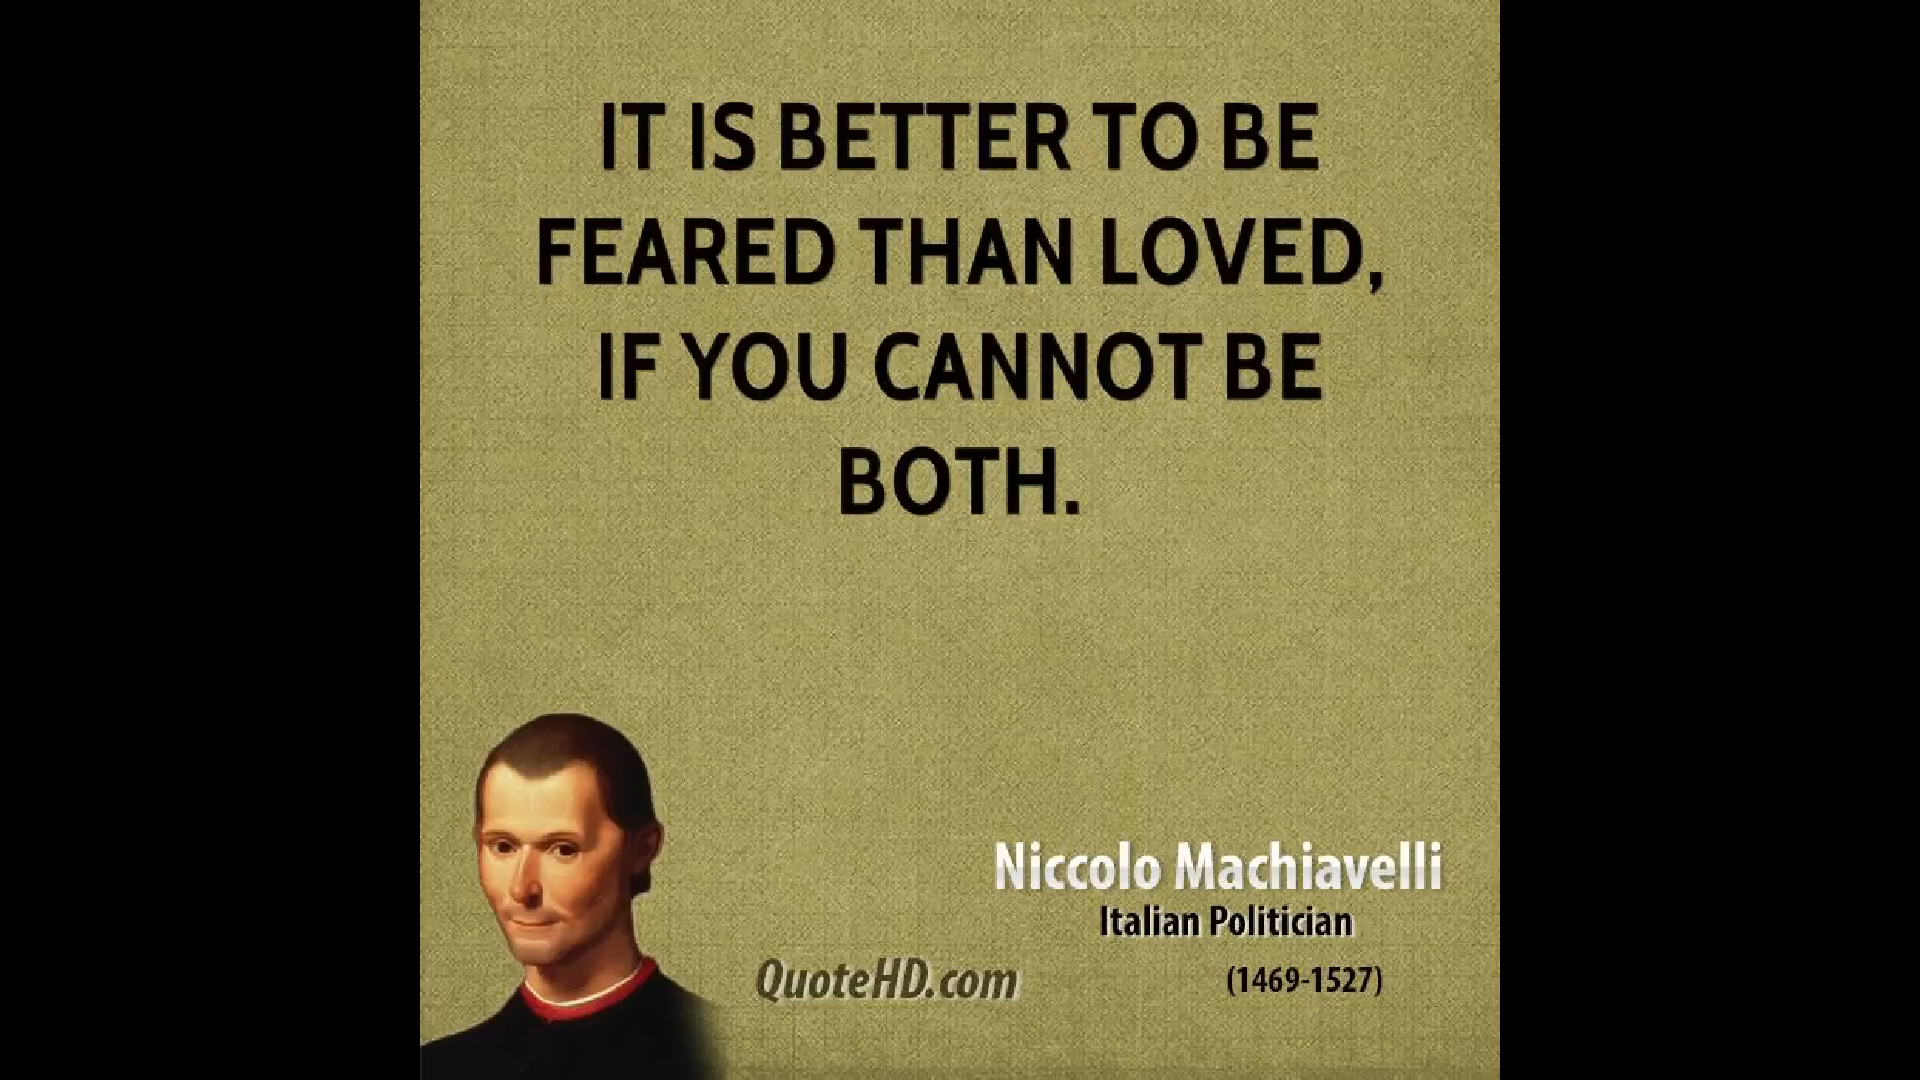 IT IS BETTER TO BE
FEARED THAN LOVED,
IF YOU CANNOT BE
BOTH.
Niccolo Machiavelli
Italian Politician
(1469-1527)
QuoteHD.com